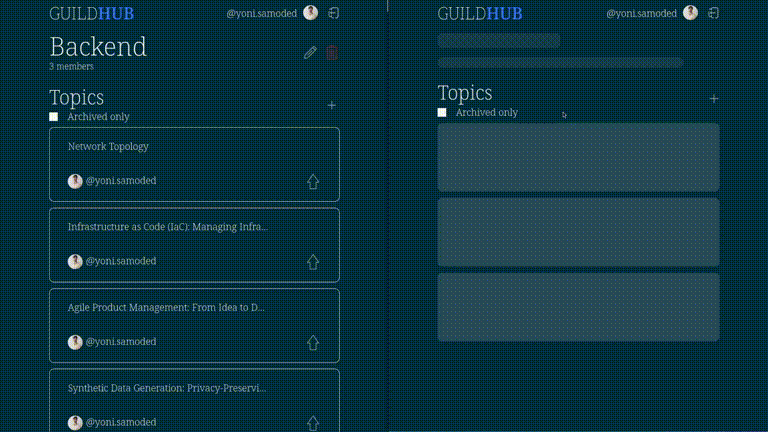 GUILDHUB
@yoni.samoded
Backend
3 members
Topics
Archived only
Network Topology
@yoni.samoded
Infrastructure as Code (IaC): Managing Infra...
@yoni.samoded
Agile Product Management: From Idea to D...
@yoni.samoded
Synthetic Data Generation: Privacy-Preservi...
@yoni.samoded
GUILDHUB
@yoni.samoded
Topics
Archived only